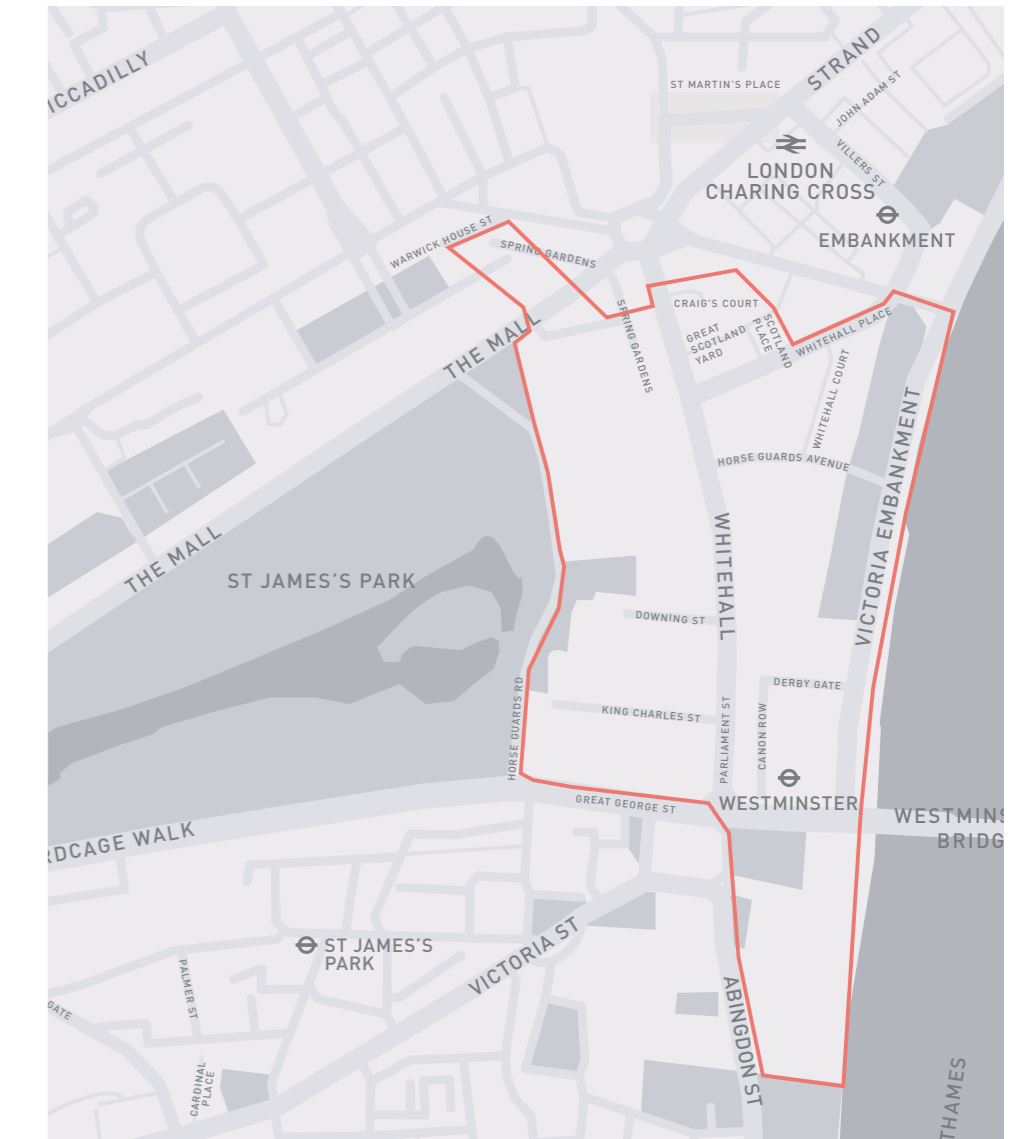 ICCADILLY
STRAND
ST MARTIN'S PLACE
JOHN ADAM ST
VILLERS ST
LONDON
CHARING CROSS
EMBANKMENT
WARWICK HOUSE ST
SPRING GARDENS
CRAIG'S COURT
SPRING GARDENS
GREAT
SCOTLAND
YARD
SCOTLAND
PLACE
WHITEHALL PLACE
THE MALL
WHITEHALL COURT
HORSE GUARDS AVENUE
VICTORIA EMBANKMENT
WHITEHALL
THE MALL
ST JAMES'S PARK
DOWNING ST
DERBY GATE
HORSE GUARDS RD
KING CHARLES ST
PARLIAMENT ST
CANON ROW
WESTMINSTER
GREAT GEORGE ST
WESTMINS
BRIDG
RDCAGE WALK
ST JAMES'S
PARK
VICTORIA ST
PALMER ST
GATE
ABINGDON ST
CARDINAL
PLACE
THAMES